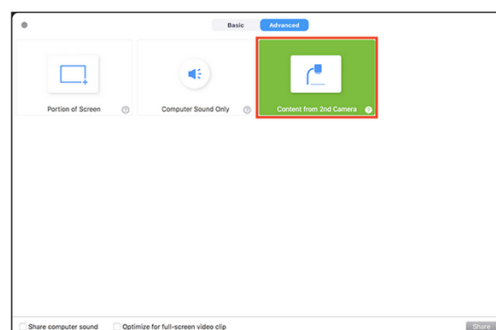 Basic Advanced
Portion of Screen Computer Sound Only Content from 2nd Camera
Share computer sound Optimize for full-screen video clip Share